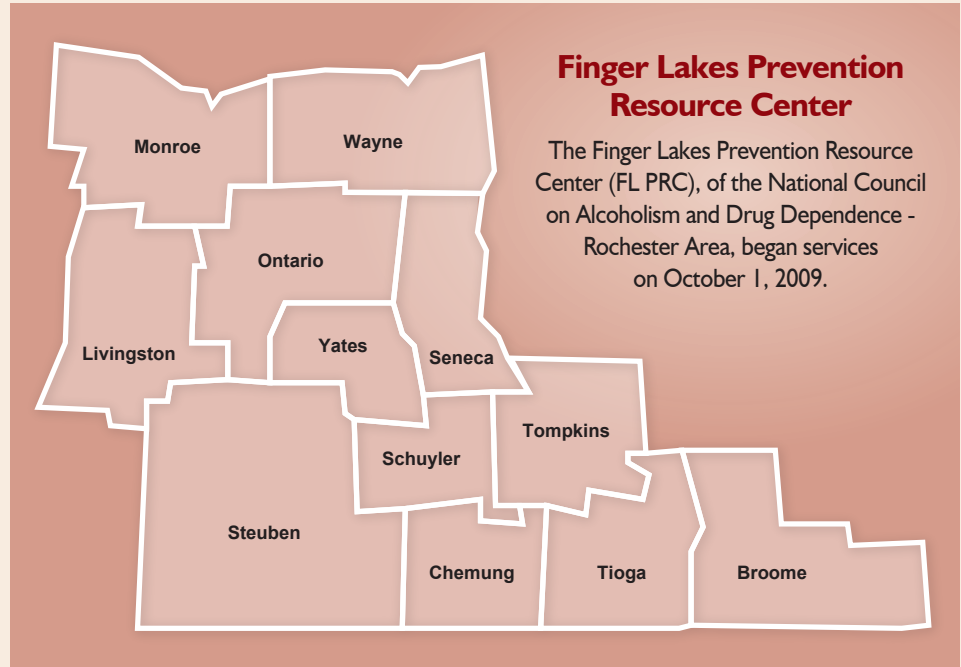 Finger Lakes Prevention
Resource Center
The Finger Lakes Prevention Resource
Center (FL PRC), of the National Council
on Alcoholism and Drug Dependence -
Rochester Area, began services
on October 1, 2009.
Monroe
Wayne
Ontario
Livingston
Yates
Seneca
Schuyler
Tompkins
Steuben
Chemung
Tioga
Broome